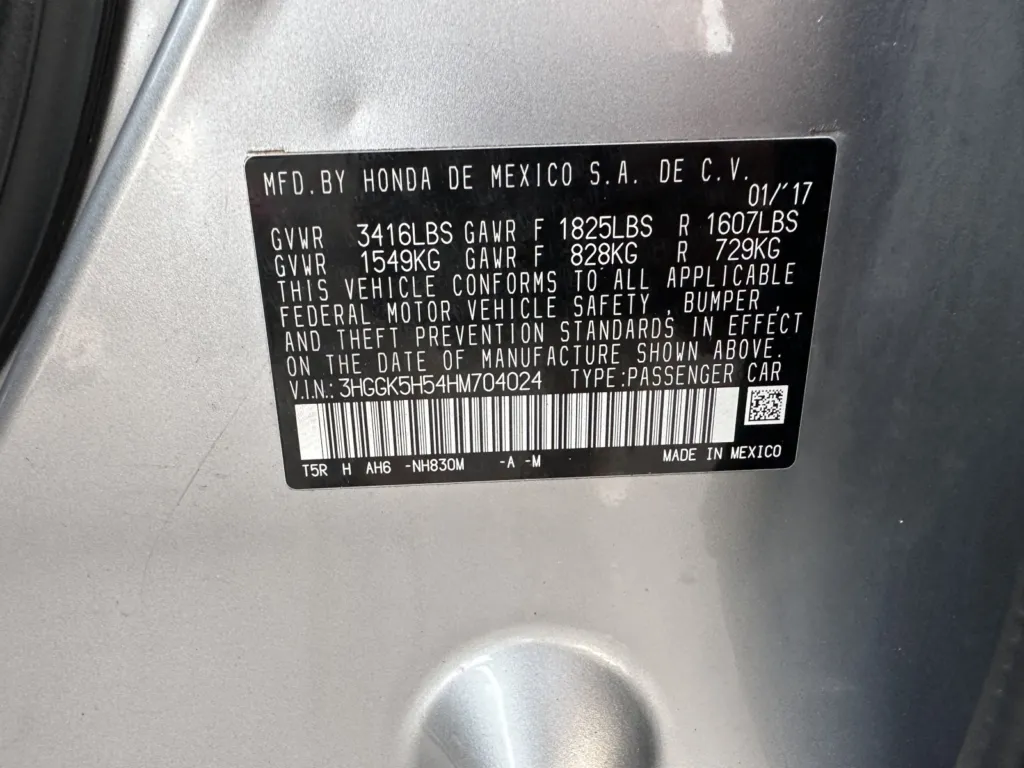 MFD.BY HONDA DE MEXICO S.A. DE C.V.
01/'17
GVWR 3416LBS GAWR F 1825LBS R 1607LBS
GVWR 1549KG GAWR F 828KG R 729KG
THIS VEHICLE CONFORMS TO ALL APPLICABLE
FEDERAL MOTOR VEHICLE SAFETY , BUMPER ,
AND THEFT PREVENTION STANDARDS IN EFFECT
ON THE DATE OF MANUFACTURE SHOWN ABOVE.
V.I.N.: 3HGGK5H54HM704024 TYPE:PASSENGER CAR
T5R H AH6 -NH830M -A -M MADE IN MEXICO